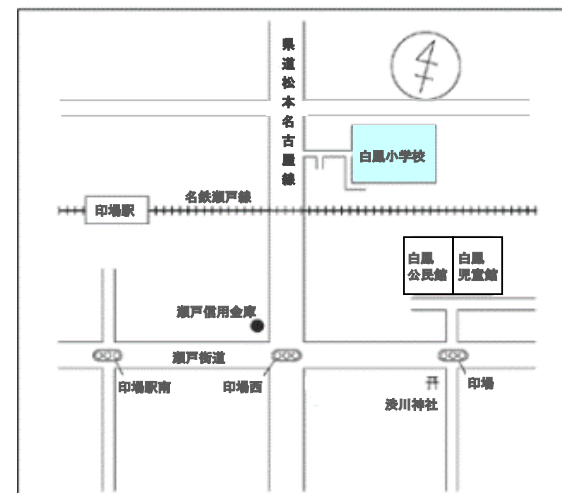 県道松本名古屋線
白鳳小学校
名鉄瀬戸線
印場駅
白鳳
公民館
白鳳
児童館
瀬戸信用金庫
瀬戸街道
印場駅南
印場西
印場
渋川神社